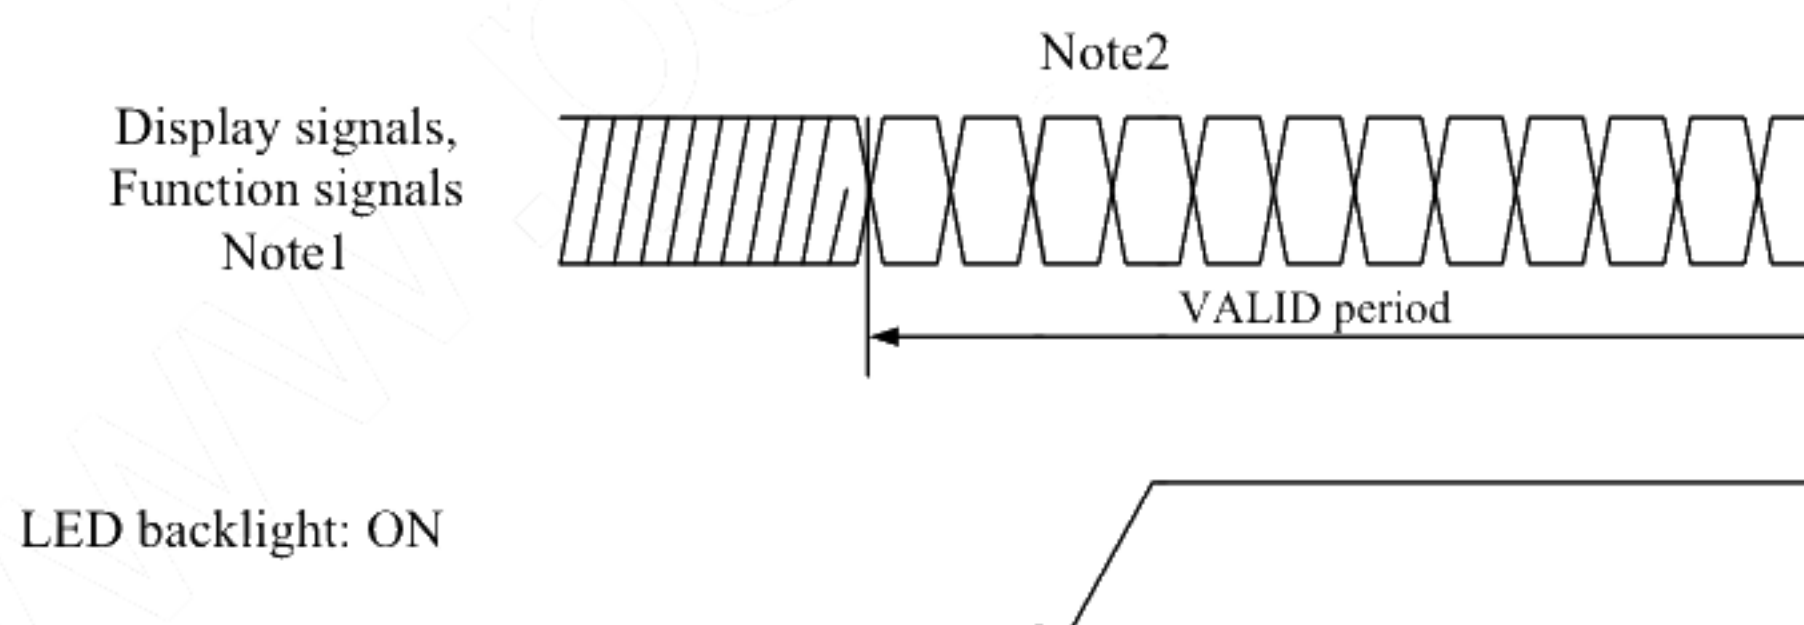 Note2
Display signals,
Function signals
Note1
VALID period
LED backlight: ON